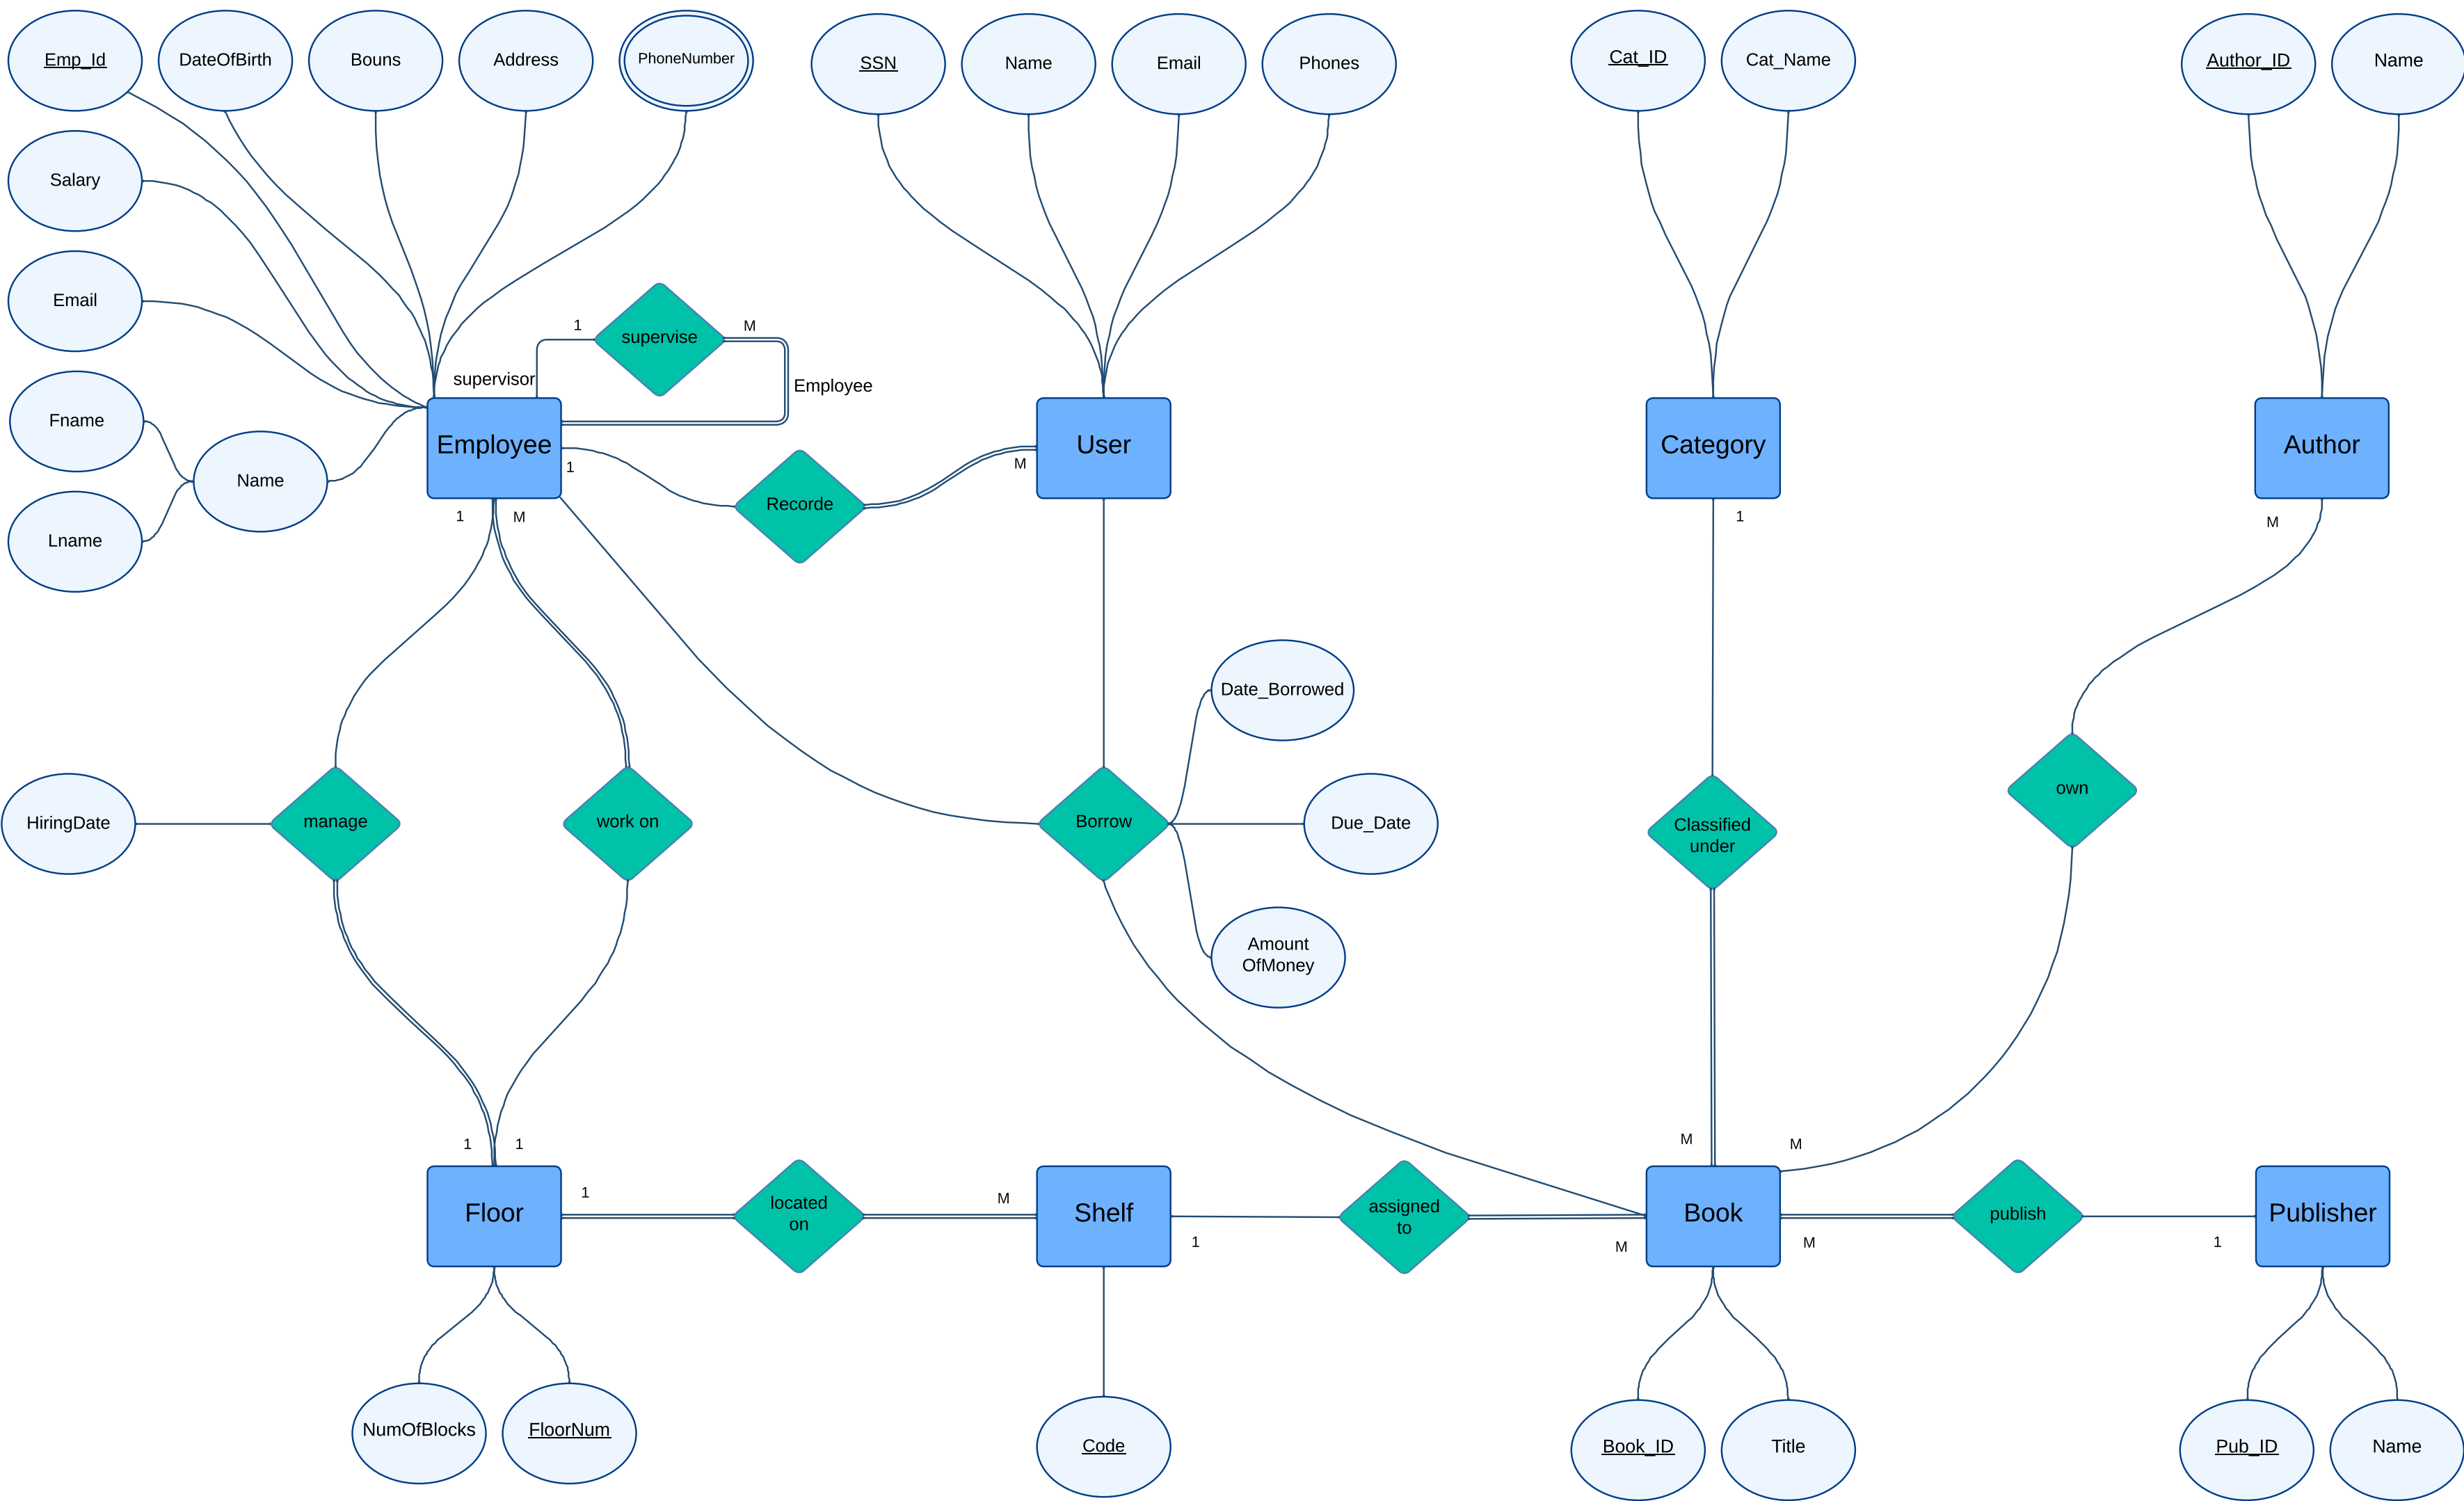 Emp_Id
DateOfBirth
Bouns
Address
PhoneNumber
SSN
Name
Email
Phones
Cat_ID
Cat_Name
Author_ID
Name
Salary
Email
Fname
Name
Lname
1
supervise
M
supervisor
Employee
Employee
User
Category
Author
1
Recorde
M
1
M
1
M
Date_Borrowed
HiringDate
manage
work on
Borrow
Due_Date
Classified
under
own
Amount
OfMoney
1
1
M
M
Floor
1
located
on
M
Shelf
1
assigned
to
M
Book
M
publish
1
Publisher
NumOfBlocks
FloorNum
Code
Book_ID
Title
Pub_ID
Name